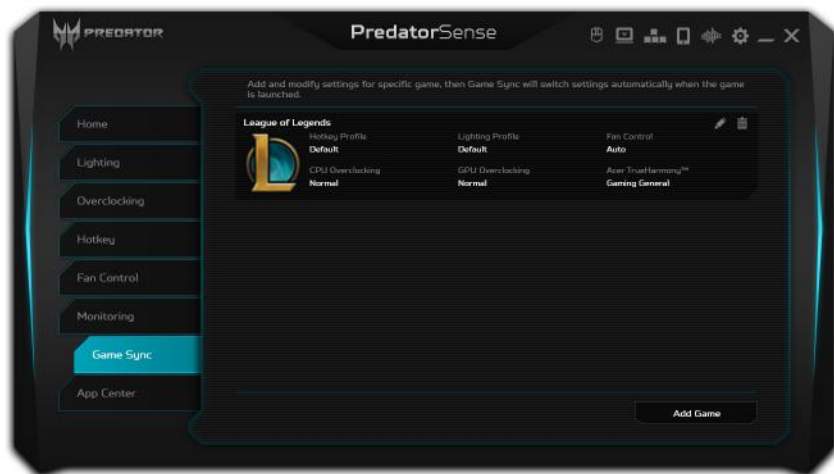 PREDATOR
PredatorSense
Add and modify settings for specific game, then Game Sync will switch settings automatically when the game
is launched.
Home
Lighting
Overclocking
Hotkey
Fan Control
Monitoring
Game Sync
App Center
League of Legends
Hotkey Profile
Default
Lighting Profile
Default
Fan Control
Auto
CPU Overclocking
Normal
GPU Overclocking
Normal
Acer TrueHarmony™
Gaming General
Add Game